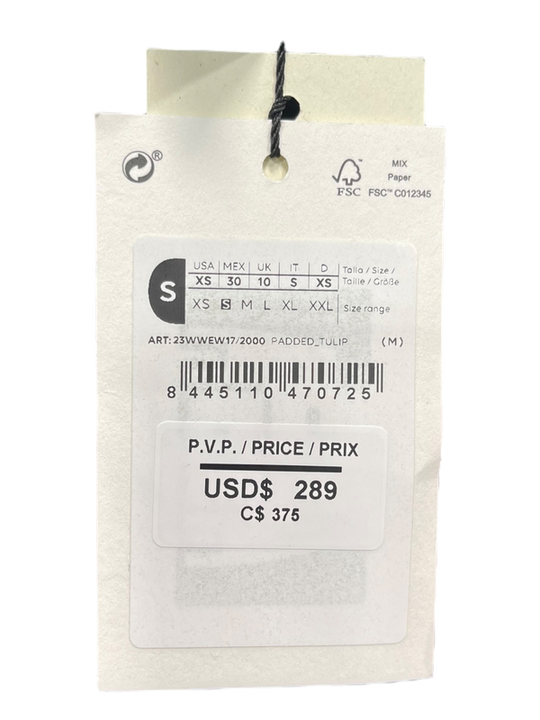 ®
MIX
Paper
FSC™ C012345
FSC
S
USA | MEX | UK | IT | D
XS | 30 | 10 | S | XS
Talla / Size /
Taille / Größe
XS S M L XL XXL
Size range
ART: 23WWEW17/2000 PADDED_TULIP (M)
8 445110 470725
P.V.P. / PRICE / PRIX
USD$ 289
C$ 375